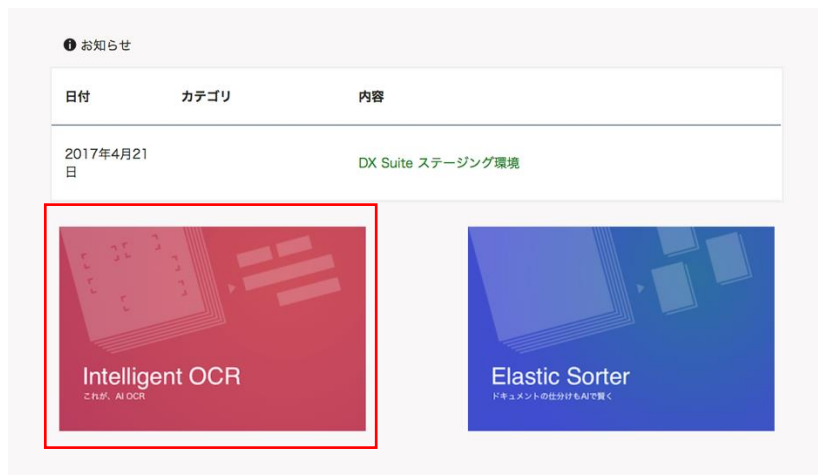 お知らせ
日付 カテゴリ 内容
2017年4月21
日
DX Suite ステージング環境
Intelligent OCR
これが、AI OCR
Elastic Sorter
ドキュメントの仕分けもAIで賢く